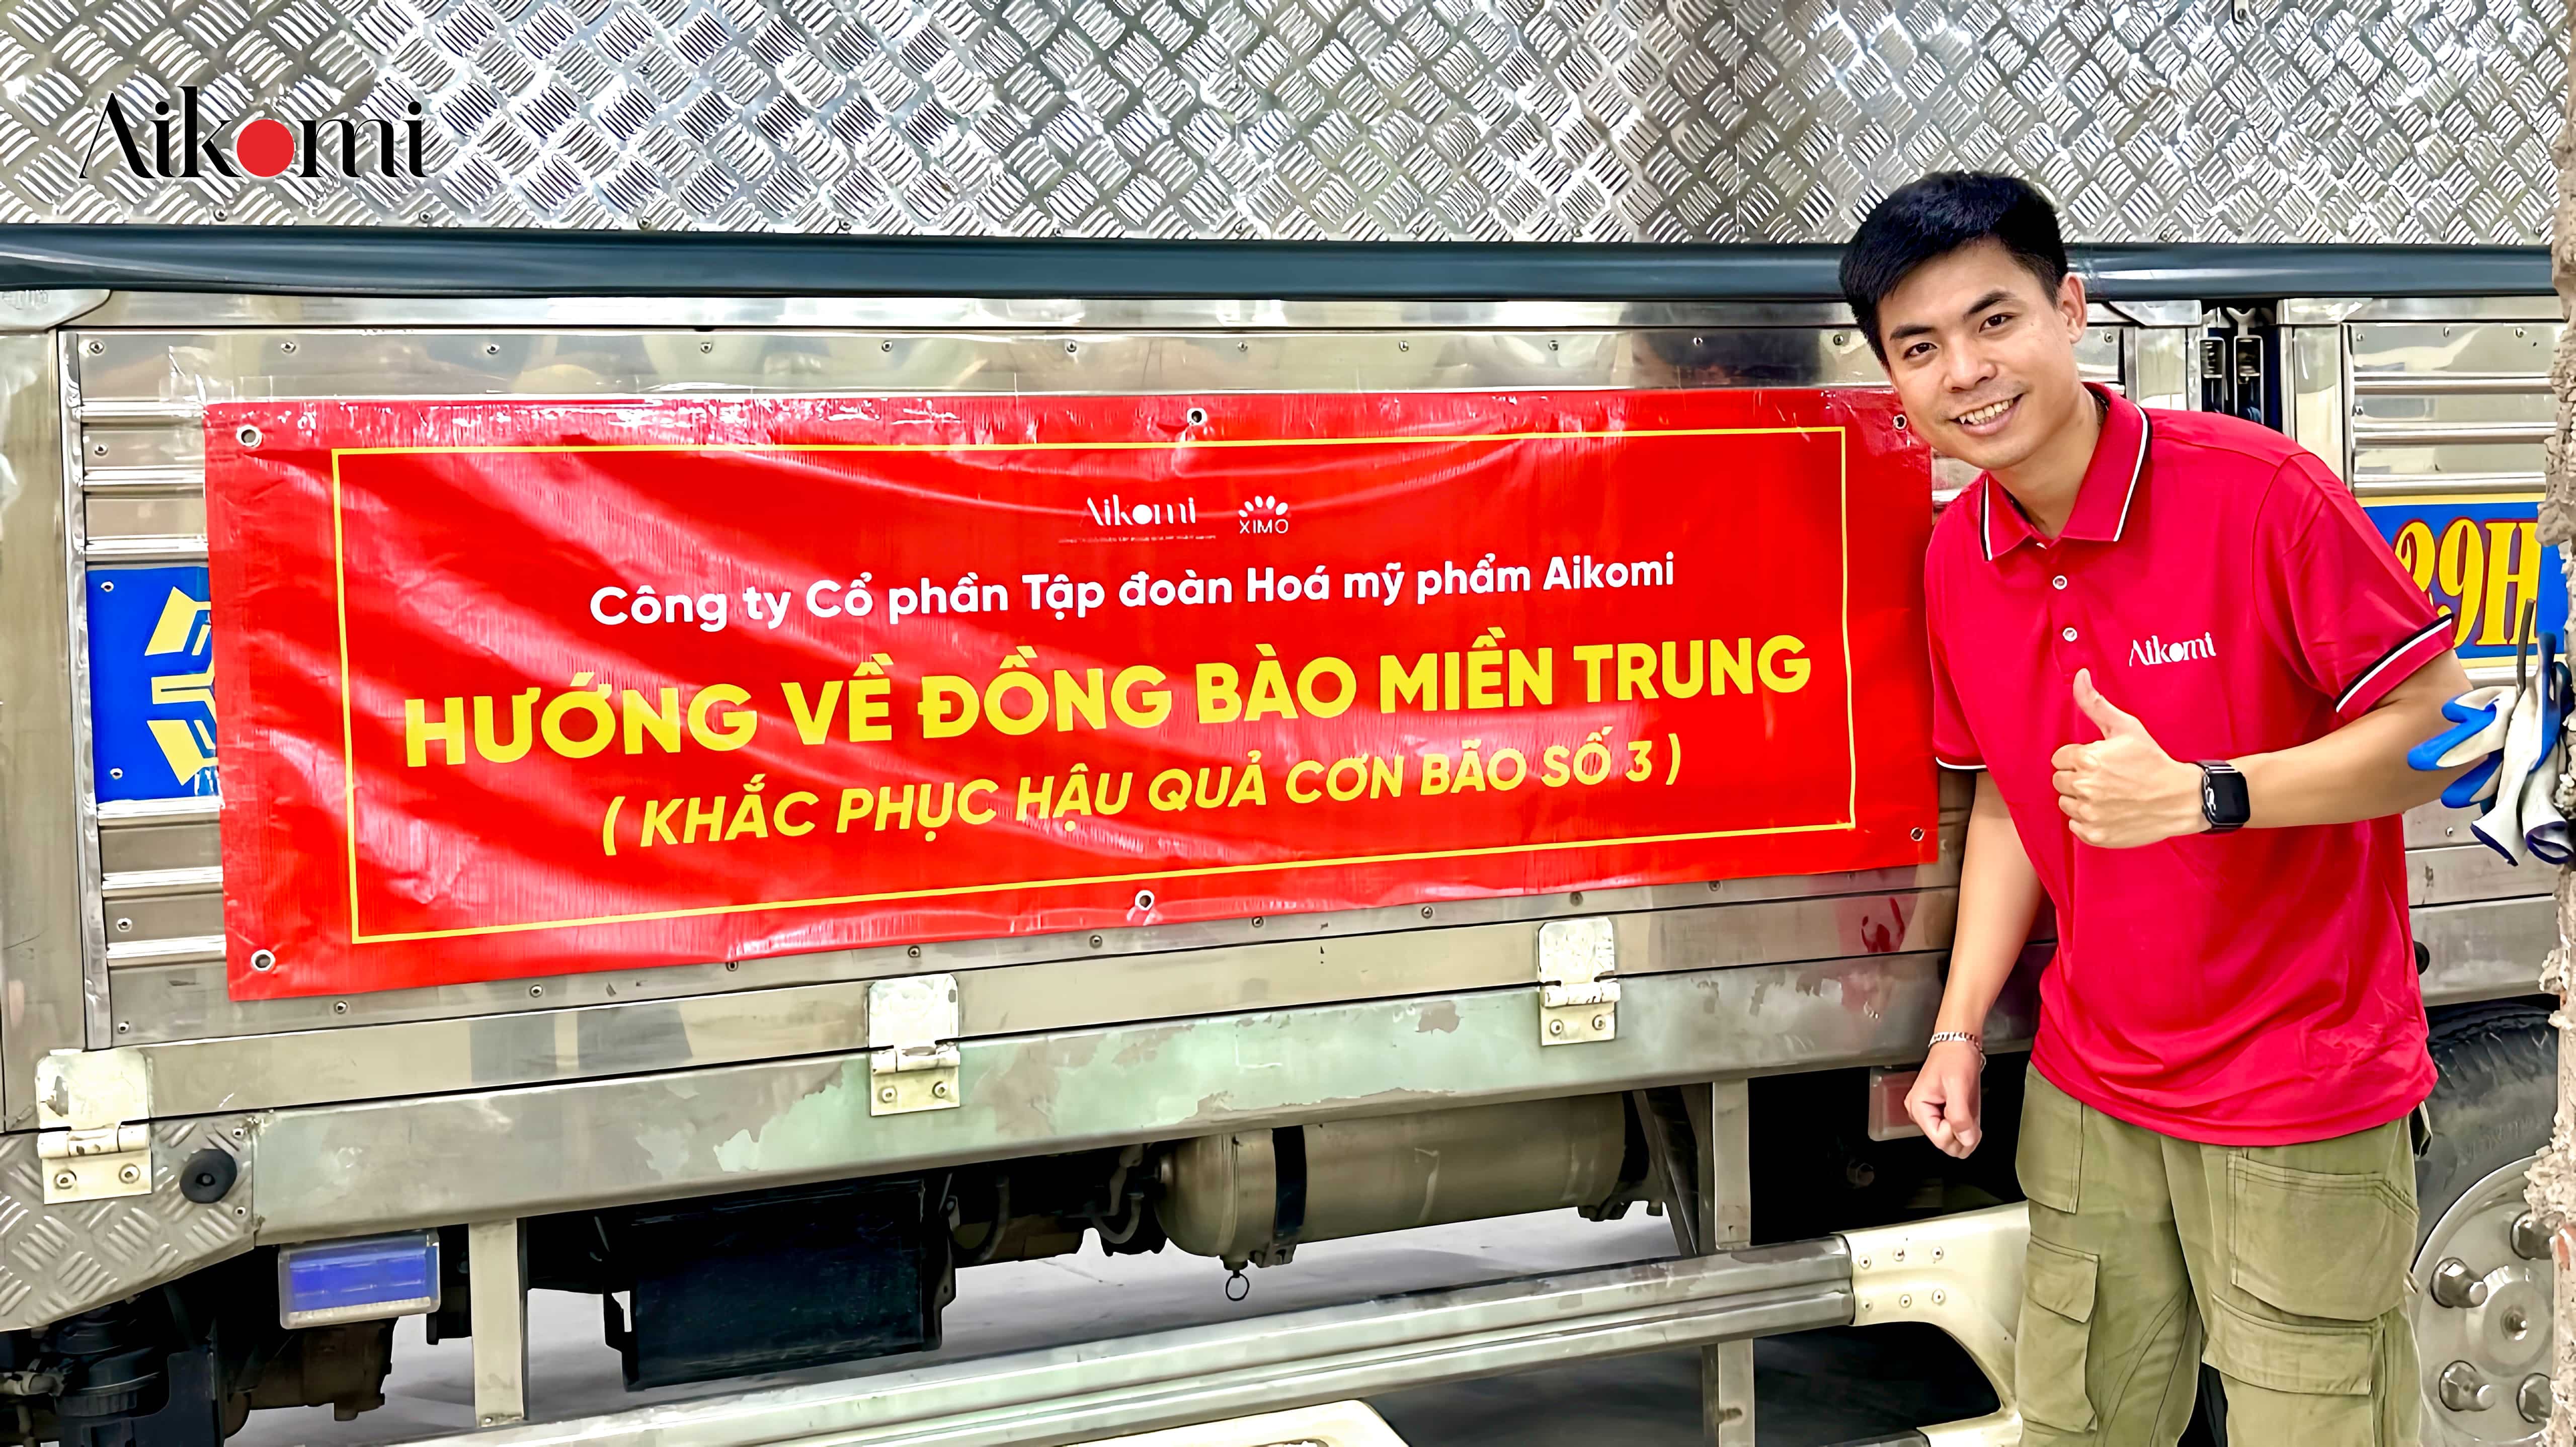 Aikomi
Aikomi XIMO
Công ty Cổ phần Tập đoàn Hoá mỹ phẩm Aikomi
HƯỚNG VỀ ĐỒNG BÀO MIỀN TRUNG
( KHẮC PHỤC HẬU QUẢ CƠN BÃO SỐ 3 )
Aikomi
29H